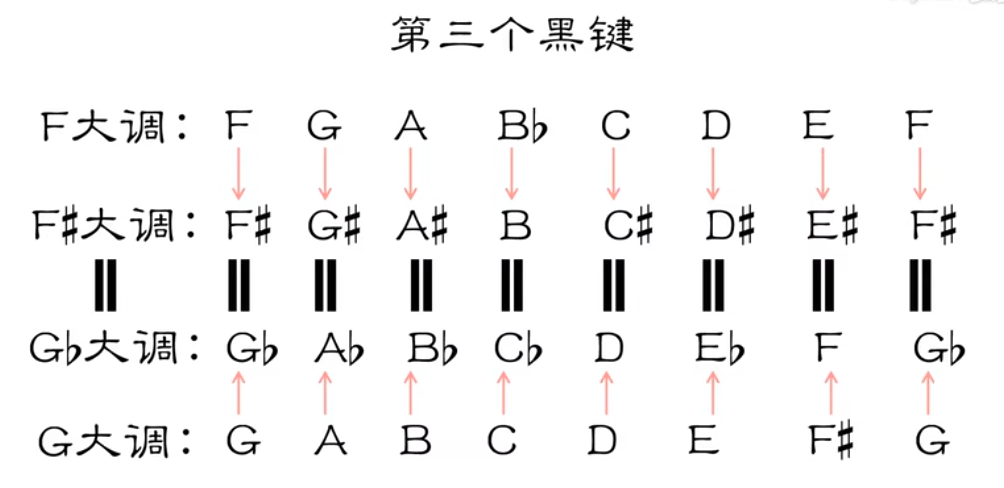 第三个黑键
F大调： F G A B♭ C D E F
F♯大调： F♯ G♯ A♯ B C♯ D♯ E♯ F♯
G♭大调： G♭ A♭ B♭ C♭ D E♭ F G♭
G大调： G A B C D E F♯ G